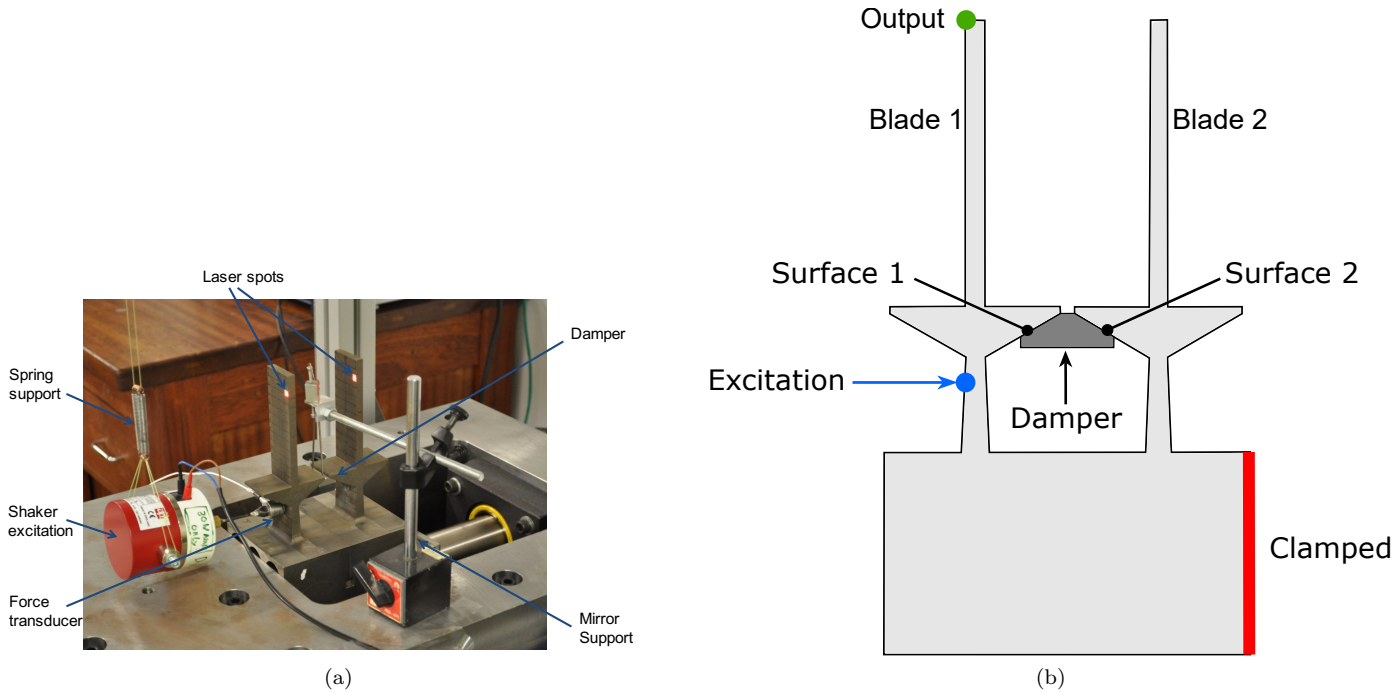 Laser spots
Damper
Spring
support
Shaker
excitation
Force
transducer
Mirror
Support
(a)
Output
Blade 1
Blade 2
Surface 1
Surface 2
Excitation
Damper
Clamped
(b)